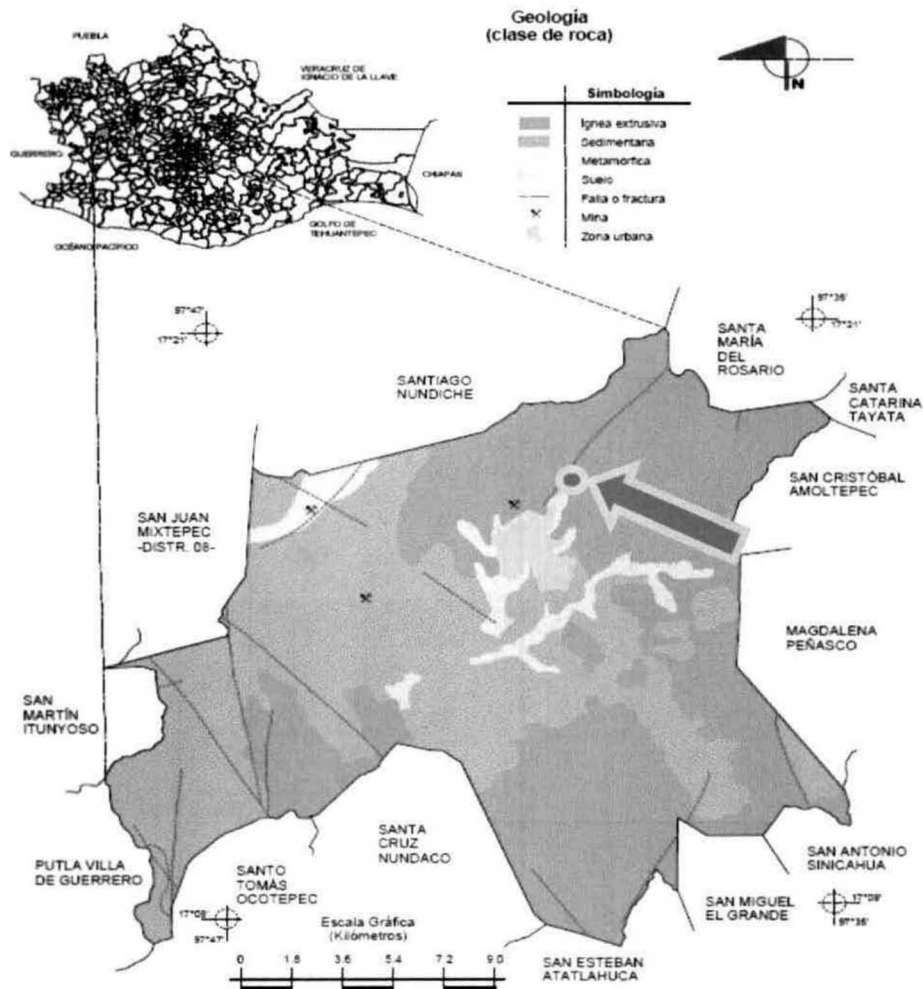 Geología
(clase de roca)
N
PUEBLA
VERACRUZ DE
IGNACIO DE LA LLAVE
GUERRERO
CHIAPAS
GOLFO DE
TEHUANTEPEC
OCÉANO PACÍFICO
Simbología
Ignea extrusiva
Sedimentaria
Metamórfica
Suelo
Falla o fractura
Mina
Zona urbana
97°47'
17°21'
97°35'
17°21'
SANTA
MARÍA
DEL
ROSARIO
SANTIAGO
NUNDICHE
SANTA
CATARINA
TAYATA
SAN CRISTÓBAL
AMOLTEPEC
SAN JUAN
MIXTEPEC
-DISTR. 08-
MAGDALENA
PEÑASCO
SAN
MARTÍN
ITUNYOSO
SANTA
CRUZ
NUNDACO
PUTLA VILLA
DE GUERRERO
SANTO
TOMÁS
OCOTEPEC
SAN ANTONIO
SINICAHUA
SAN MIGUEL
EL GRANDE
17°08'
97°47'
17°08'
97°35'
Escala Gráfica
(Kilómetros)
0 1.8 3.6 5.4 7.2 9.0
SAN ESTEBAN
ATATLAHUCA